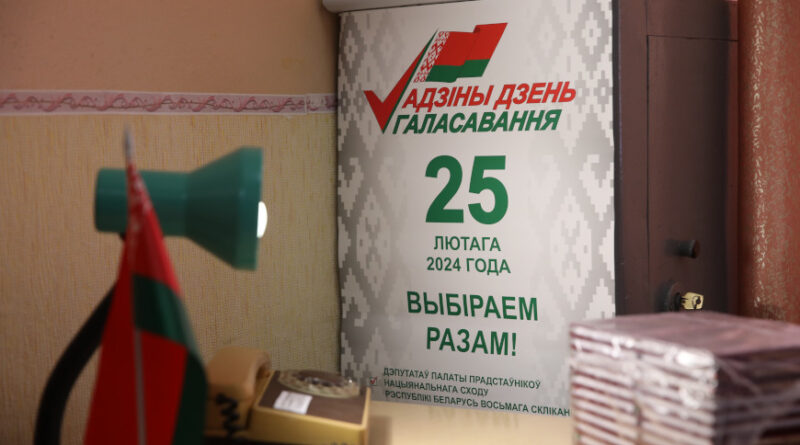 АДЗІНЫ ДЗЕНЬ
ГАЛАСАВАННЯ
25
ЛЮТАГА
2024 ГОДА
ВЫБІРАЕМ
РАЗАМ!
ДЭПУТАТАЎ ПАЛАТЫ ПРАДСТАЎНІКОЎ
НАЦЫЯНАЛЬНАГА СХОДУ
РЭСПУБЛІКІ БЕЛАРУСЬ ВОСЬМАГА СКЛІКАН